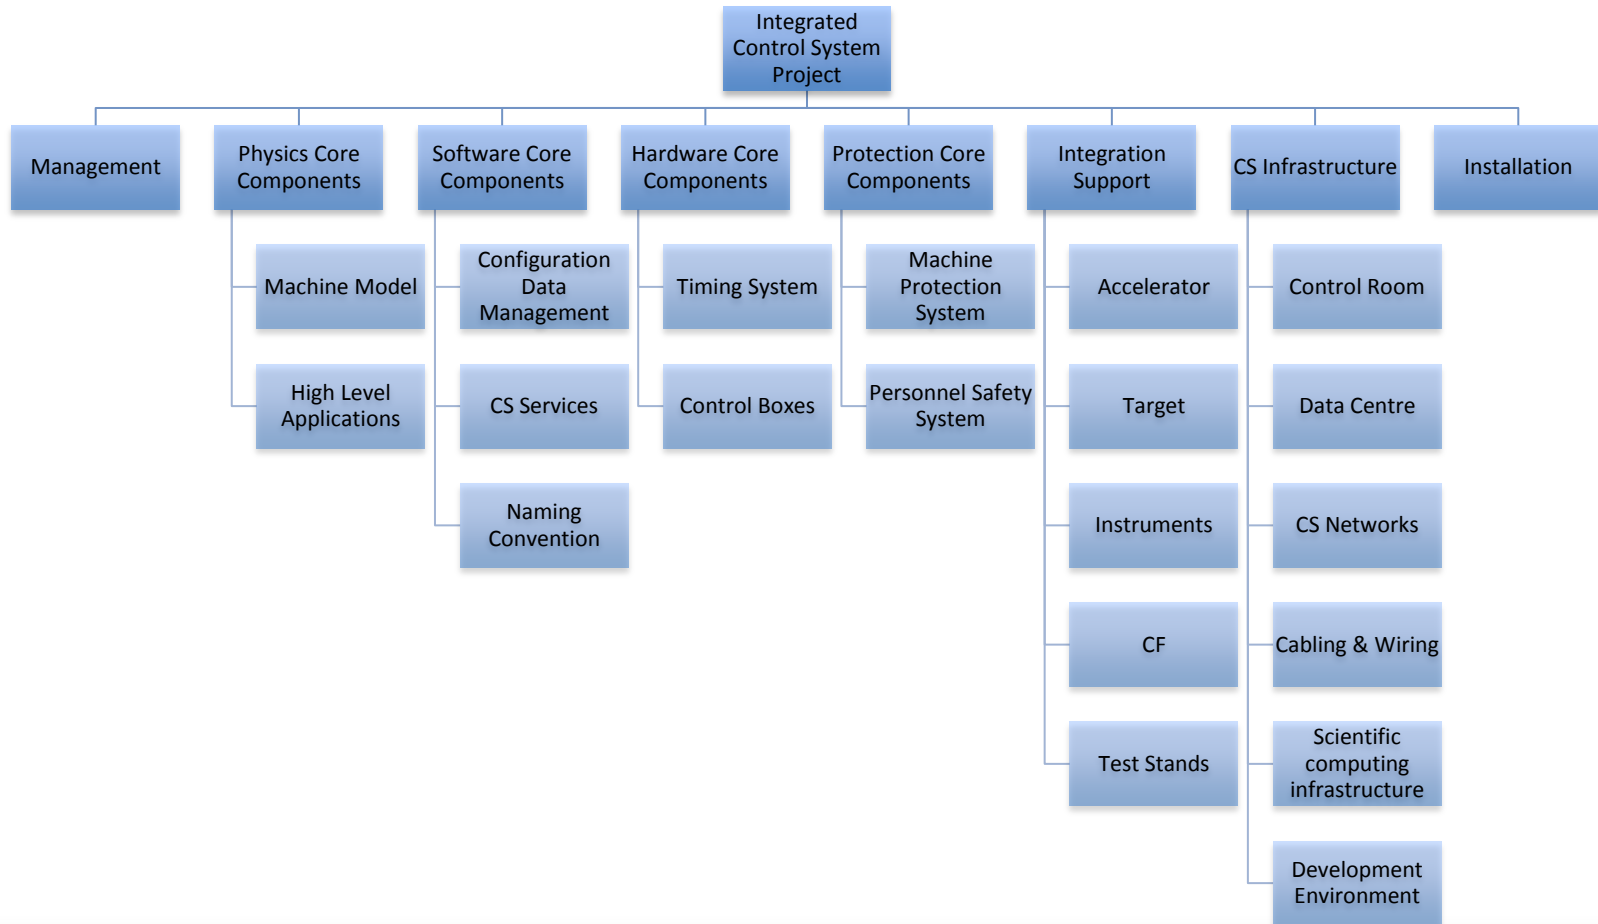 Integrated
Control System
Project
Management
Physics Core
Components
Software Core
Components
Hardware Core
Components
Protection Core
Components
Integration
Support
CS Infrastructure
Installation
Machine Model
High Level
Applications
Configuration
Data
Management
CS Services
Naming
Convention
Timing System
Control Boxes
Machine
Protection
System
Personnel Safety
System
Accelerator
Target
Instruments
CF
Test Stands
Control Room
Data Centre
CS Networks
Cabling & Wiring
Scientific
computing
infrastructure
Development
Environment